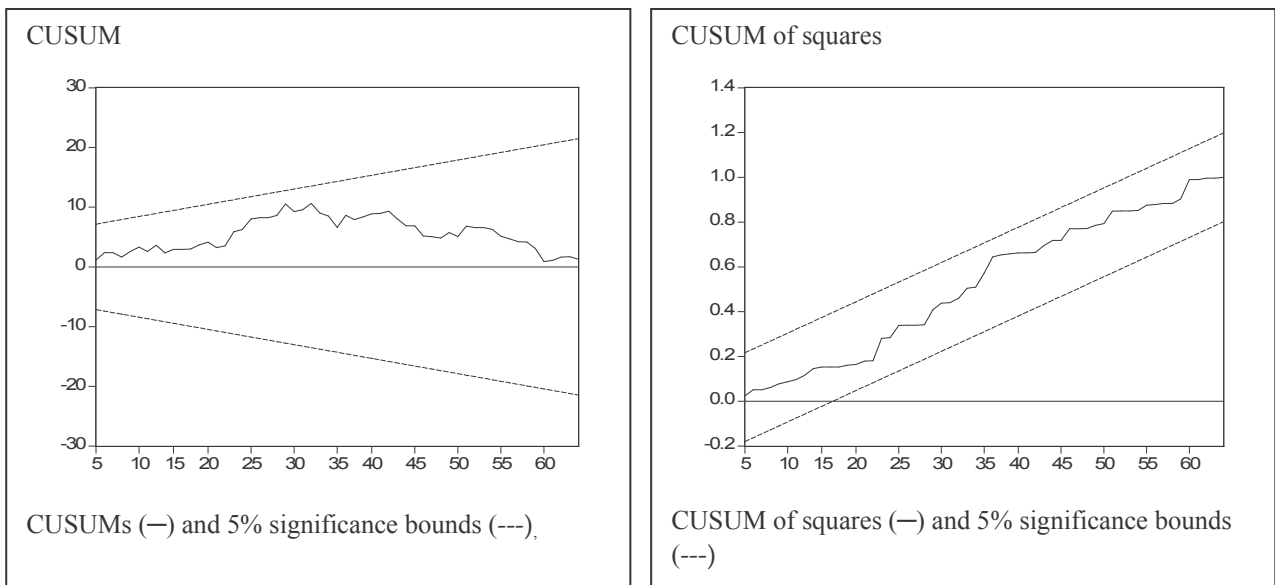 CUSUM
30
20
10
0
-10
-20
-30
5 10 15 20 25 30 35 40 45 50 55 60
CUSUMs (─) and 5% significance bounds (---),
CUSUM of squares
1.4
1.2
1.0
0.8
0.6
0.4
0.2
0.0
-0.2
5 10 15 20 25 30 35 40 45 50 55 60
CUSUM of squares (─) and 5% significance bounds
(---)